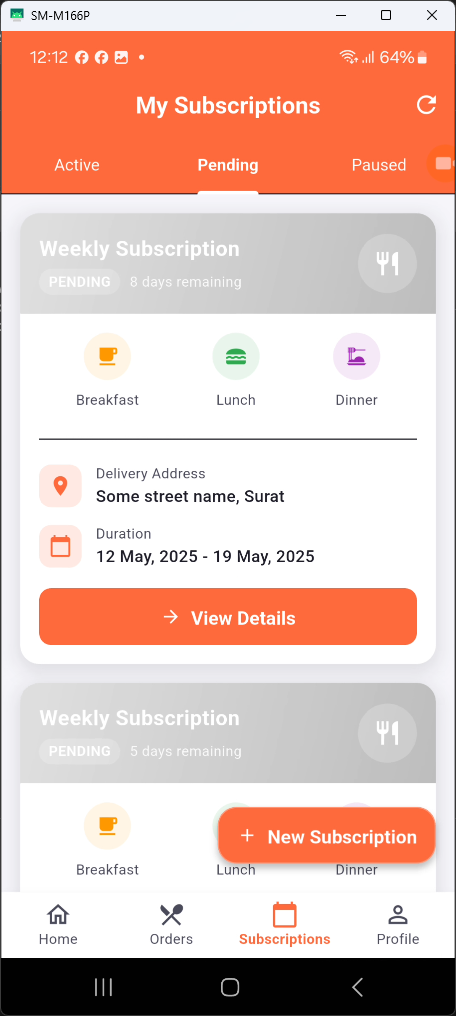 SM-M166P
12:12 64%
My Subscriptions
Active Pending Paused
Weekly Subscription
PENDING 8 days remaining
Breakfast Lunch Dinner
Delivery Address
Some street name, Surat
Duration
12 May, 2025 - 19 May, 2025
View Details
Weekly Subscription
PENDING 5 days remaining
New Subscription
Breakfast Lunch Dinner
Home Orders Subscriptions Profile